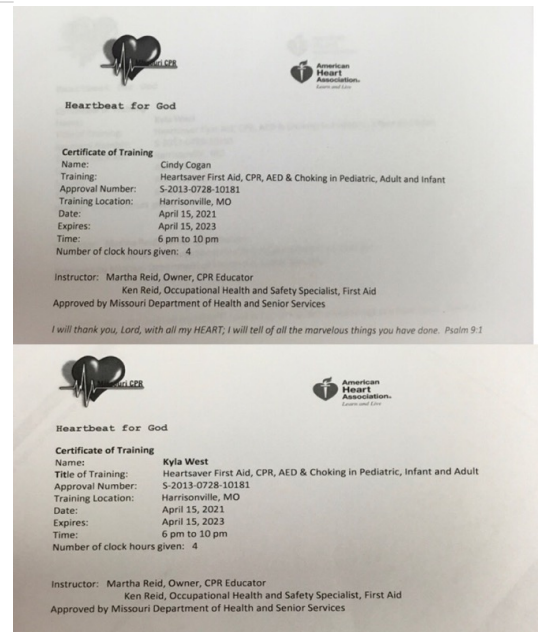 Missouri CPR
American
Heart
Association.
Learn and Live
Heartbeat for God
Certificate of Training
Name: Cindy Cogan
Training: Heartsaver First Aid, CPR, AED & Choking in Pediatric, Adult and Infant
Approval Number: S-2013-0728-10181
Training Location: Harrisonville, MO
Date: April 15, 2021
Expires: April 15, 2023
Time: 6 pm to 10 pm
Number of clock hours given: 4
Instructor: Martha Reid, Owner, CPR Educator
Ken Reid, Occupational Health and Safety Specialist, First Aid
Approved by Missouri Department of Health and Senior Services
I will thank you, Lord, with all my HEART; I will tell of all the marvelous things you have done. Psalm 9:1
Missouri CPR
American
Heart
Association.
Learn and Live
Heartbeat for God
Certificate of Training
Name: Kyla West
Title of Training: Heartsaver First Aid, CPR, AED & Choking in Pediatric, Infant and Adult
Approval Number: S-2013-0728-10181
Training Location: Harrisonville, MO
Date: April 15, 2021
Expires: April 15, 2023
Time: 6 pm to 10 pm
Number of clock hours given: 4
Instructor: Martha Reid, Owner, CPR Educator
Ken Reid, Occupational Health and Safety Specialist, First Aid
Approved by Missouri Department of Health and Senior Services